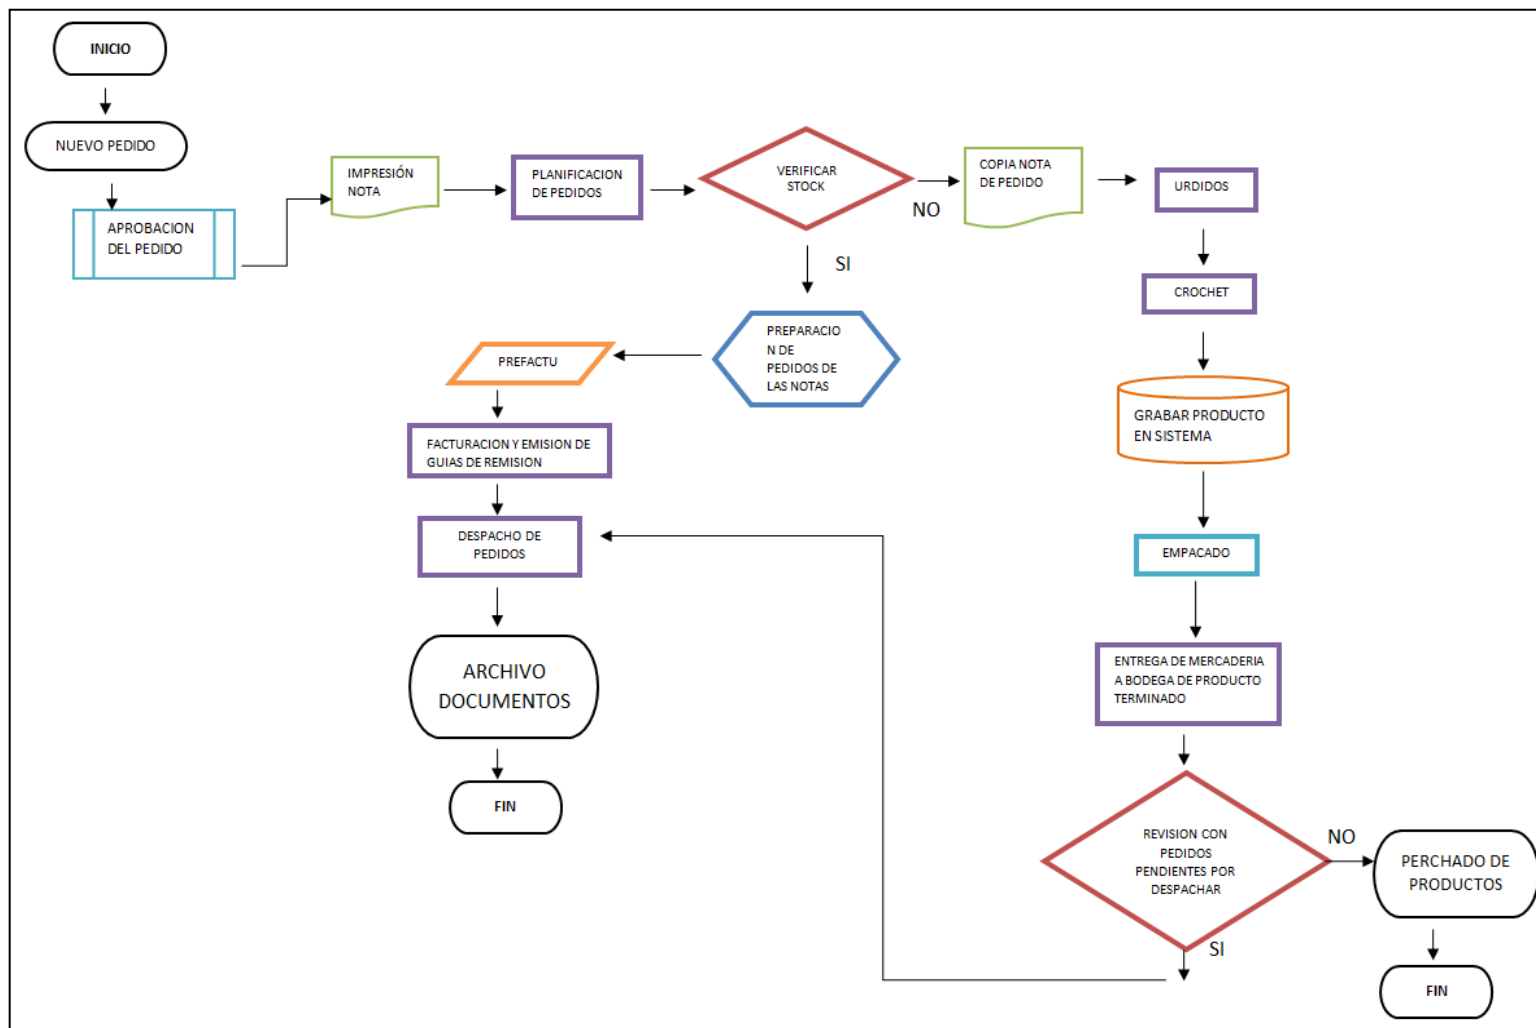 INICIO
NUEVO PEDIDO
APROBACION
DEL PEDIDO
IMPRESIÓN
NOTA
PLANIFICACION
DE PEDIDOS
VERIFICAR
STOCK
NO
SI
COPIA NOTA
DE PEDIDO
URDIDOS
CROCHET
GRABAR PRODUCTO
EN SISTEMA
EMPACADO
ENTREGA DE MERCADERIA
A BODEGA DE PRODUCTO
TERMINADO
REVISION CON
PEDIDOS
PENDIENTES POR
DESPACHAR
NO
SI
PERCHADO DE
PRODUCTOS
FIN
PREPARACIO
N DE
PEDIDOS DE
LAS NOTAS
PREFACTU
FACTURACION Y EMISION DE
GUIAS DE REMISION
DESPACHO DE
PEDIDOS
ARCHIVO
DOCUMENTOS
FIN